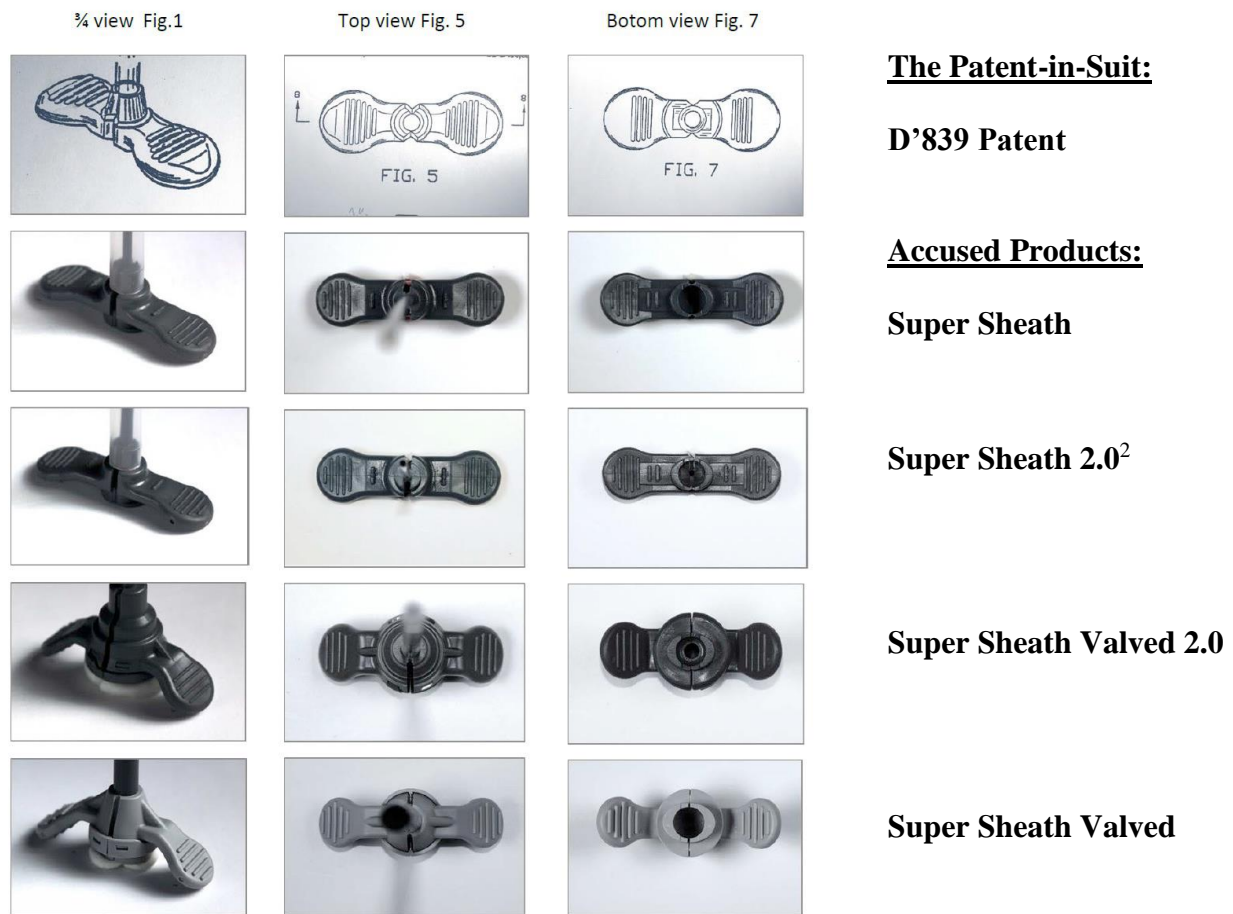 ¾ view Fig.1
Top view Fig. 5
Botom view Fig. 7
The Patent-in-Suit:
D’839 Patent
8
8
FIG. 5
FIG. 7
Accused Products:
Super Sheath
Super Sheath 2.0²
Super Sheath Valved 2.0
Super Sheath Valved